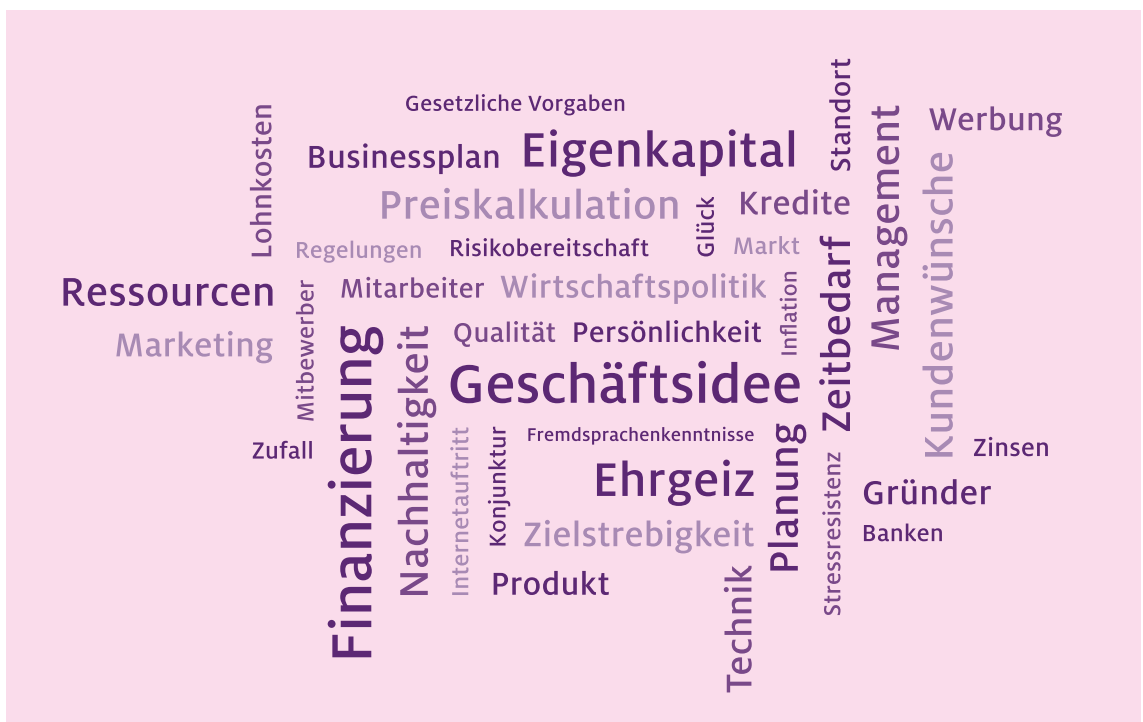 Gesetzliche Vorgaben
Standort
Lohnkosten
Businessplan
Eigenkapital
Management
Werbung
Preiskalkulation
Glück
Kredite
Kundenwünsche
Regelungen
Risikobereitschaft
Markt
Zeitbedarf
Ressourcen
Mitbewerber
Mitarbeiter
Wirtschaftspolitik
Inflation
Marketing
Finanzierung
Nachhaltigkeit
Qualität
Persönlichkeit
Geschäftsidee
Zufall
Internetauftritt
Konjunktur
Fremdsprachenkenntnisse
Planung
Zinsen
Ehrgeiz
Stressresistenz
Gründer
Zielstrebigkeit
Banken
Produkt
Technik